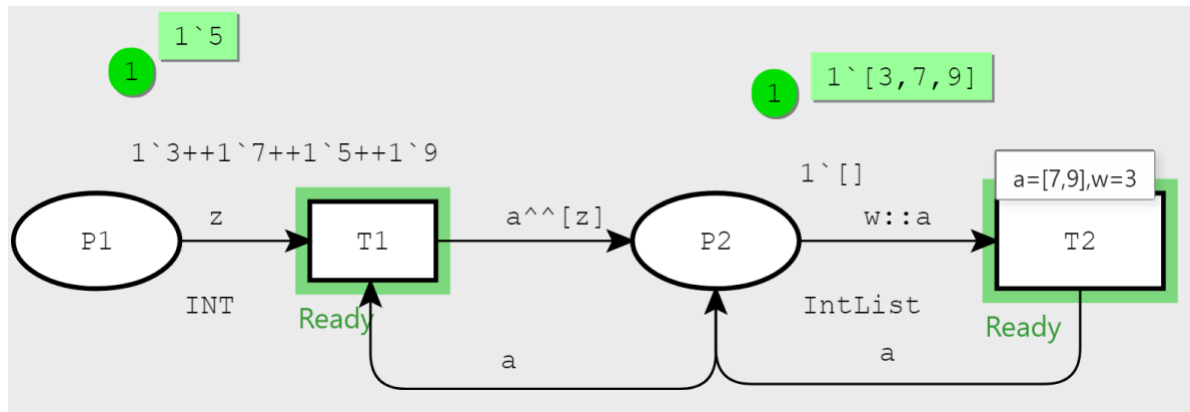 1`5
1
1`[3,7,9]
1
1`3++1`7++1`5++1`9
1`[]
a=[7,9],w=3
P1
z
T1
a^^[z]
P2
w::a
T2
INT
IntList
Ready
Ready
a
a